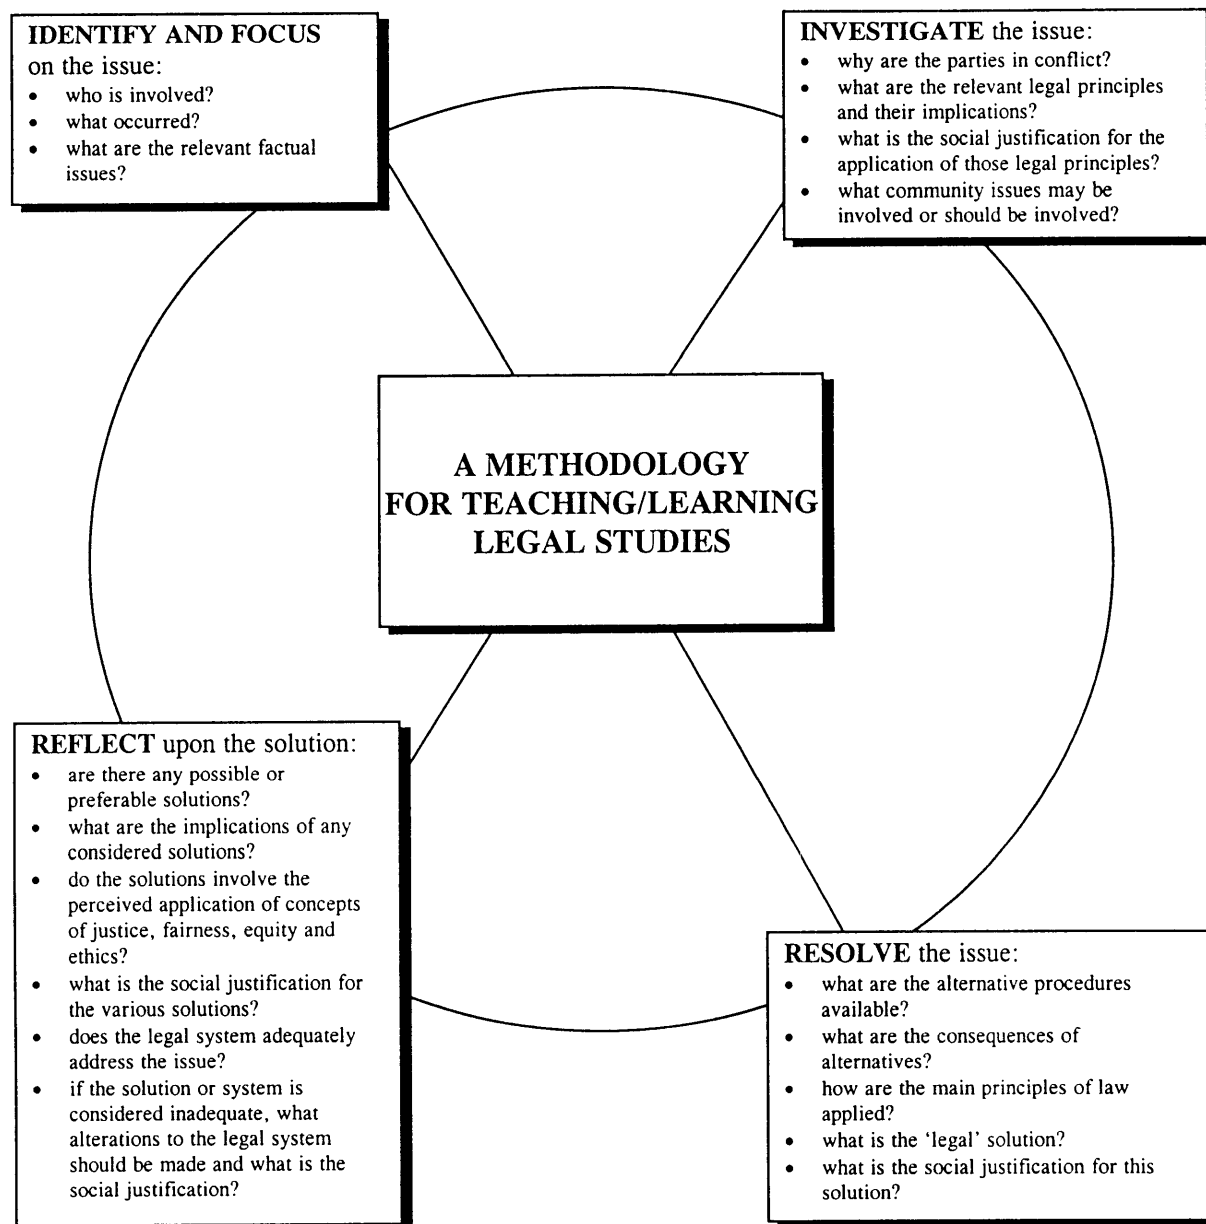 IDENTIFY AND FOCUS
on the issue:
• who is involved?
• what occurred?
• what are the relevant factual
issues?
INVESTIGATE the issue:
• why are the parties in conflict?
• what are the relevant legal principles
and their implications?
• what is the social justification for the
application of those legal principles?
• what community issues may be
involved or should be involved?
A METHODOLOGY
FOR TEACHING/LEARNING
LEGAL STUDIES
REFLECT upon the solution:
• are there any possible or
preferable solutions?
• what are the implications of any
considered solutions?
• do the solutions involve the
perceived application of concepts
of justice, fairness, equity and
ethics?
• what is the social justification for
the various solutions?
• does the legal system adequately
address the issue?
• if the solution or system is
considered inadequate, what
alterations to the legal system
should be made and what is the
social justification?
RESOLVE the issue:
• what are the alternative procedures
available?
• what are the consequences of
alternatives?
• how are the main principles of law
applied?
• what is the ‘legal’ solution?
• what is the social justification for this
solution?